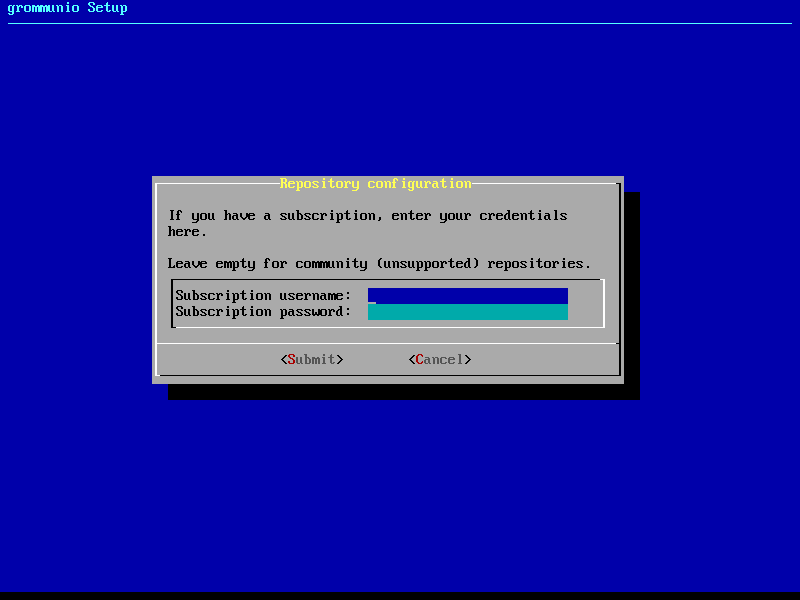 grommunio Setup
Repository configuration
If you have a subscription, enter your credentials
here.
Leave empty for community (unsupported) repositories.
Subscription username:
Subscription password:
<Submit> <Cancel>